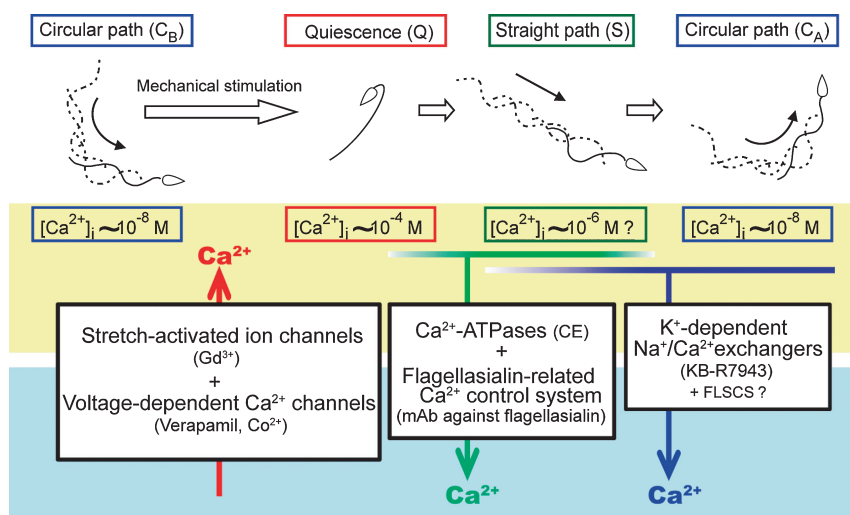 Circular path (C_B)
Quiescence (Q)
Straight path (S)
Circular path (C_A)
Mechanical stimulation
[Ca²⁺]ᵢ ~10⁻⁸ M
[Ca²⁺]ᵢ ~10⁻⁴ M
[Ca²⁺]ᵢ ~10⁻⁶ M ?
[Ca²⁺]ᵢ ~10⁻⁸ M
Ca²⁺
Stretch-activated ion channels
(Gd³⁺)
+
Voltage-dependent Ca²⁺ channels
(Verapamil, Co²⁺)
Ca²⁺-ATPases (CE)
+
Flagellasialin-related
Ca²⁺ control system
(mAb against flagellasialin)
K⁺-dependent
Na⁺/Ca²⁺exchangers
(KB-R7943)
+ FLSCS ?
Ca²⁺
Ca²⁺